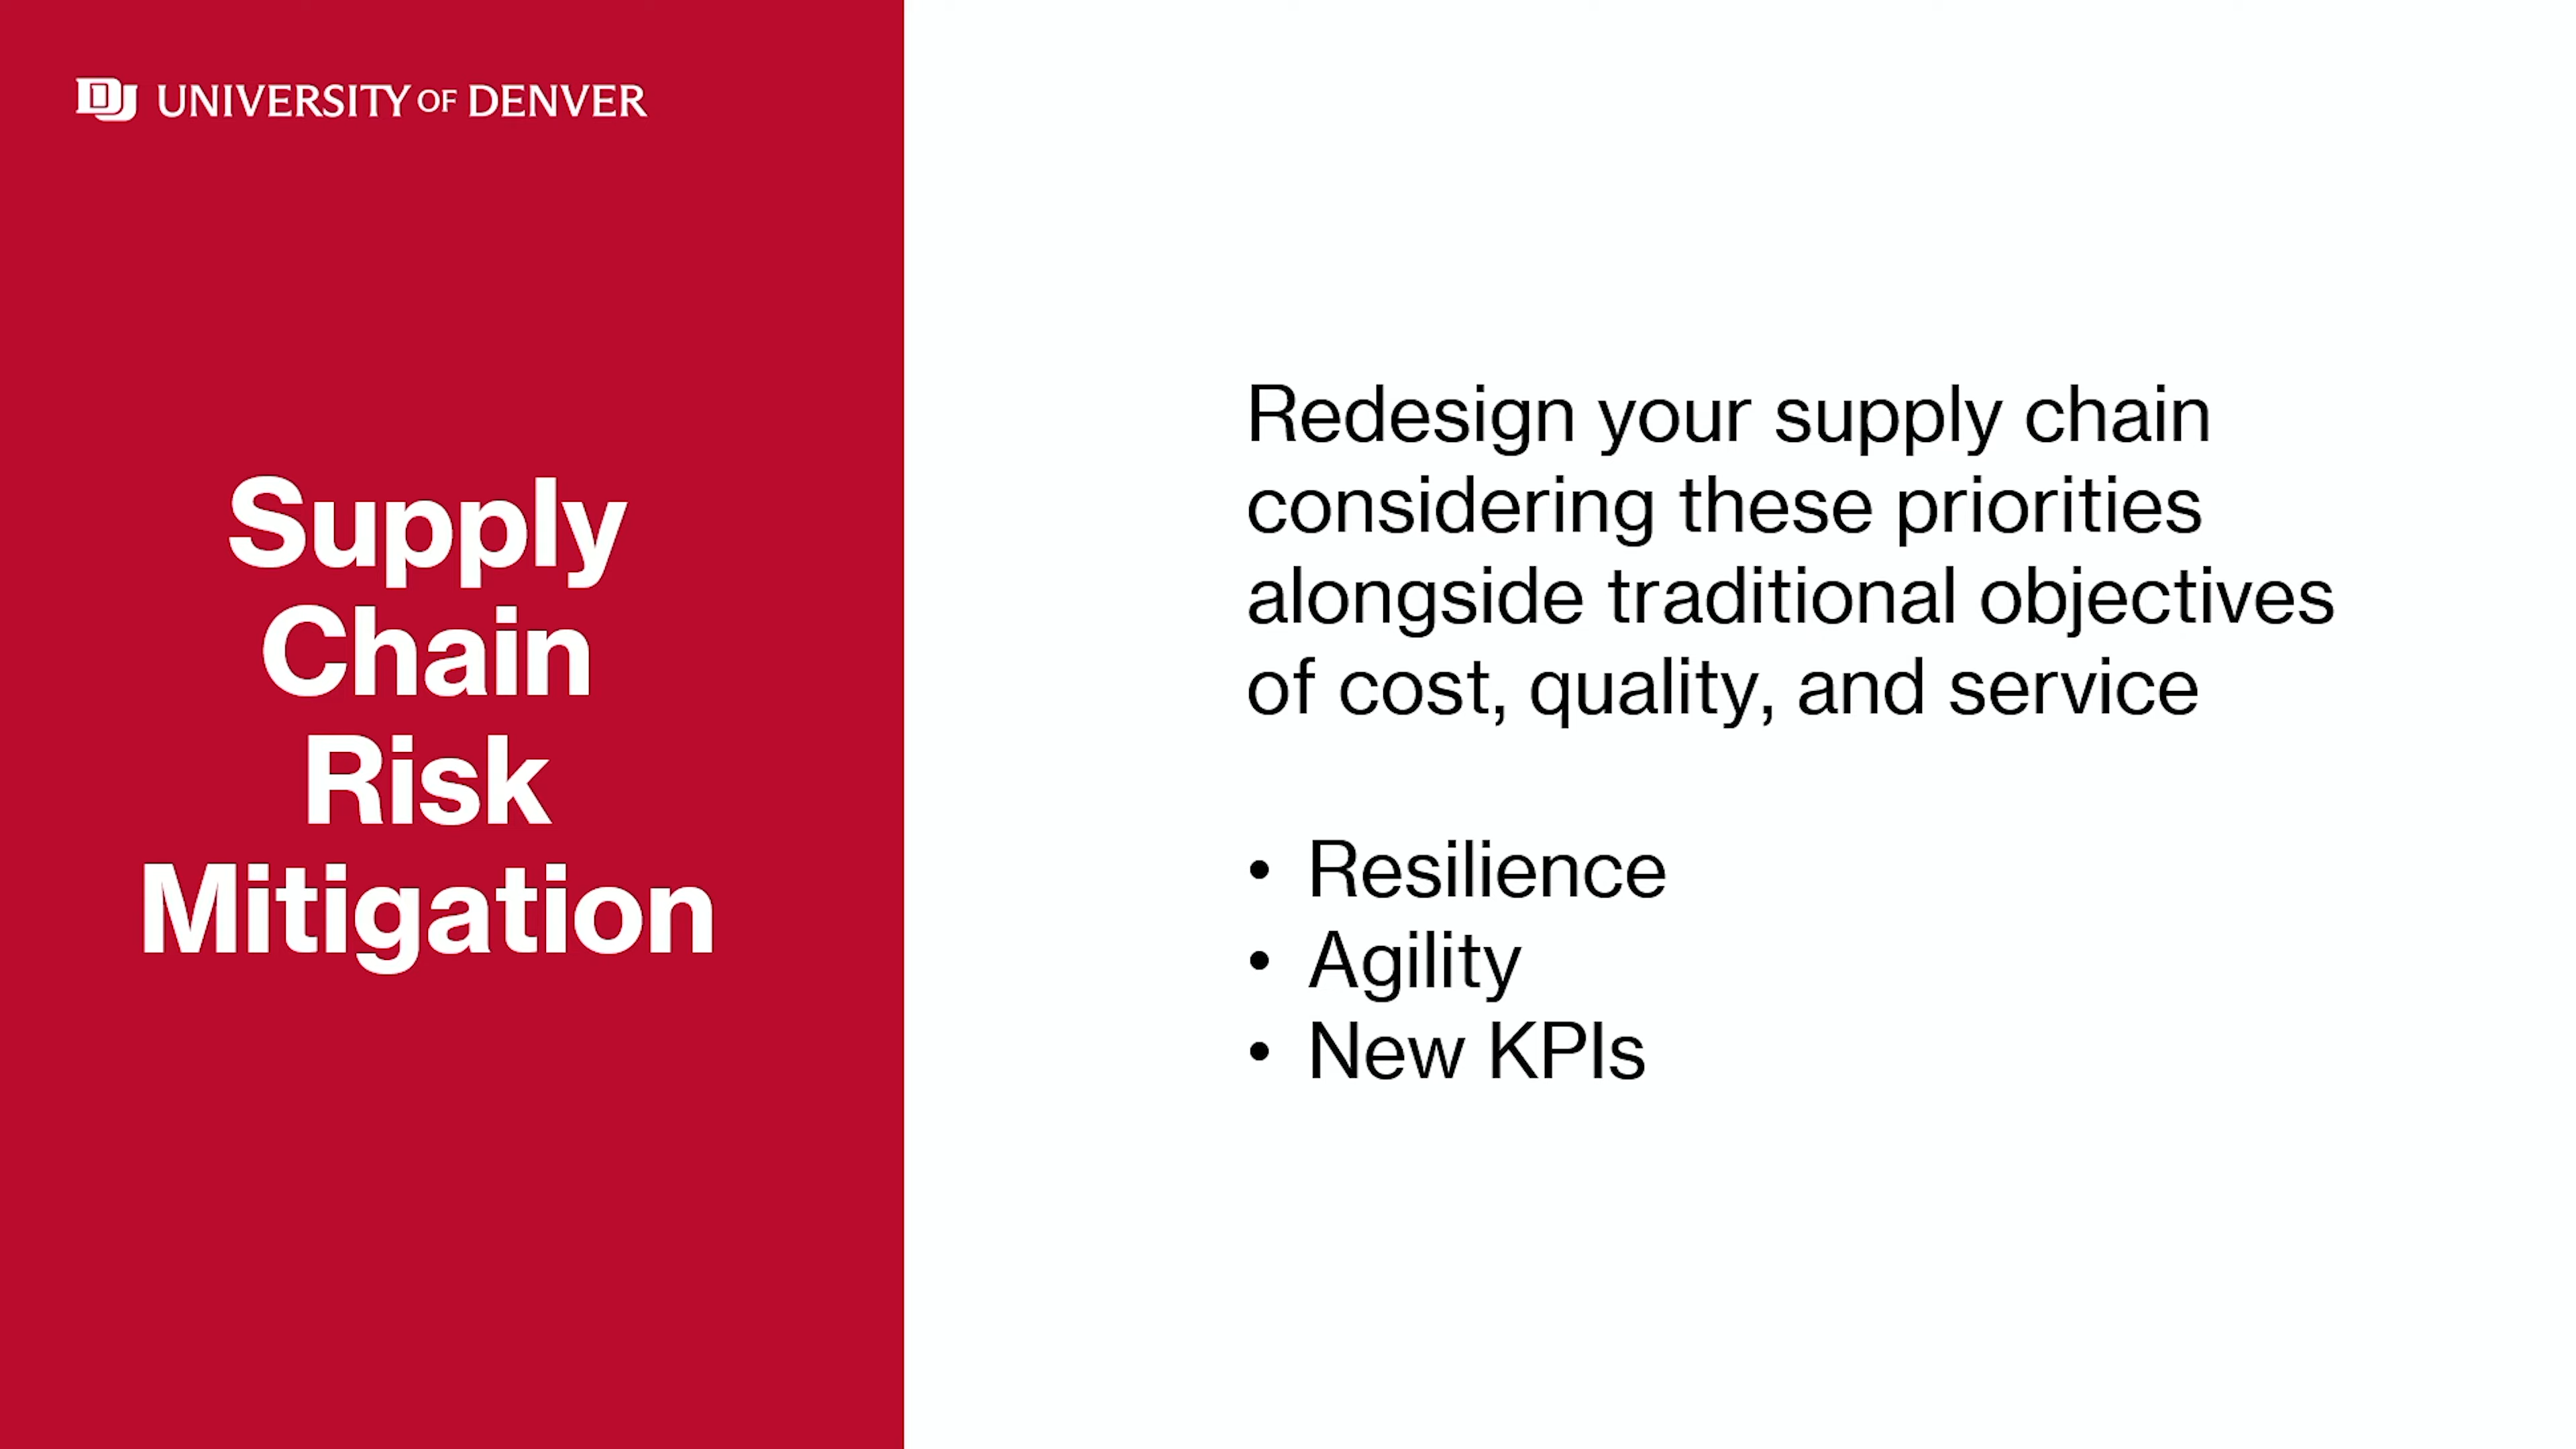 DU UNIVERSITY OF DENVER
Supply
Chain
Risk
Mitigation
Redesign your supply chain
considering these priorities
alongside traditional objectives
of cost, quality, and service
• Resilience
• Agility
• New KPIs